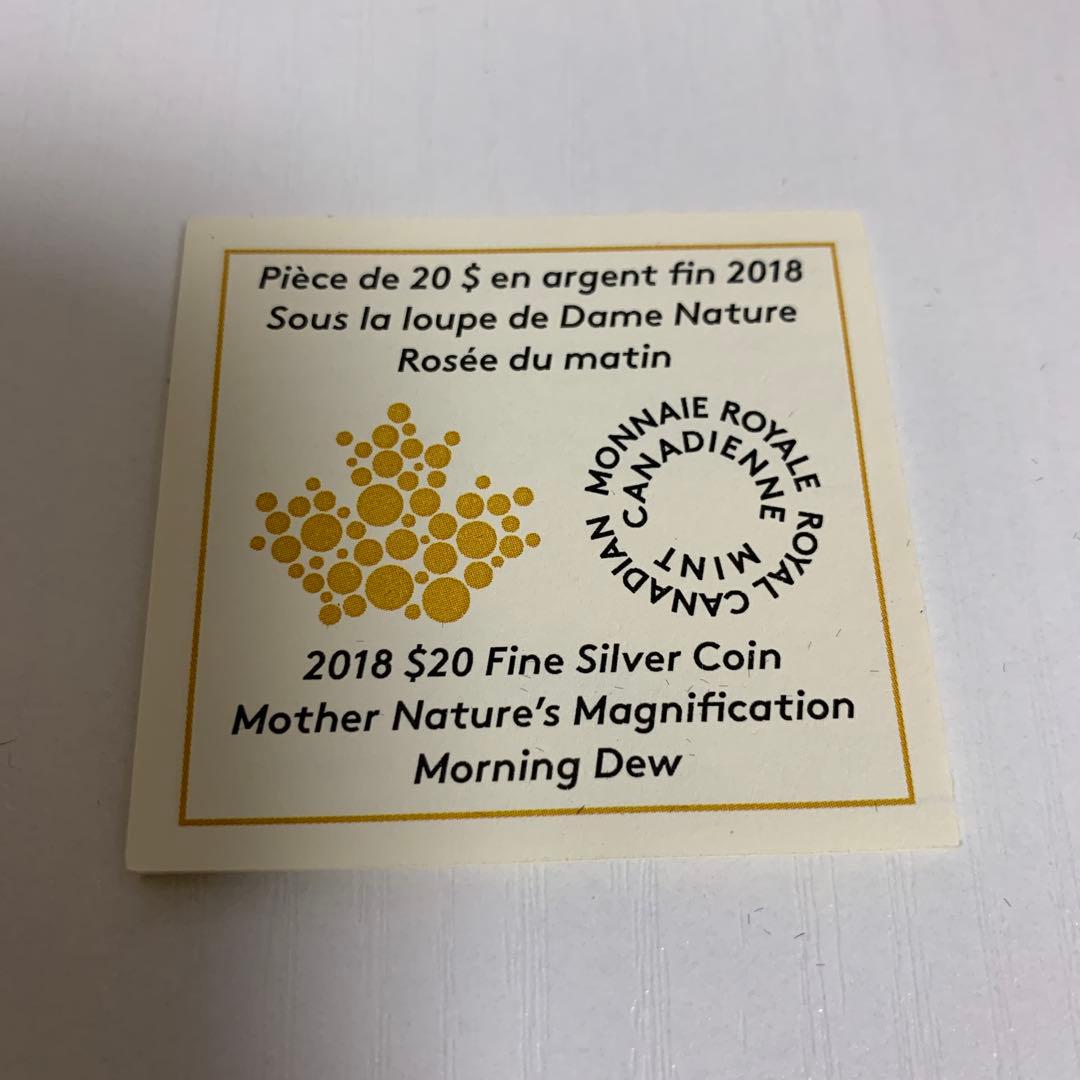 Pièce de 20 $ en argent fin 2018
Sous la loupe de Dame Nature
Rosée du matin
MONNAIE ROYALE
CANADIENNE
ROYAL CANADIAN
MINT
2018 $20 Fine Silver Coin
Mother Nature’s Magnification
Morning Dew